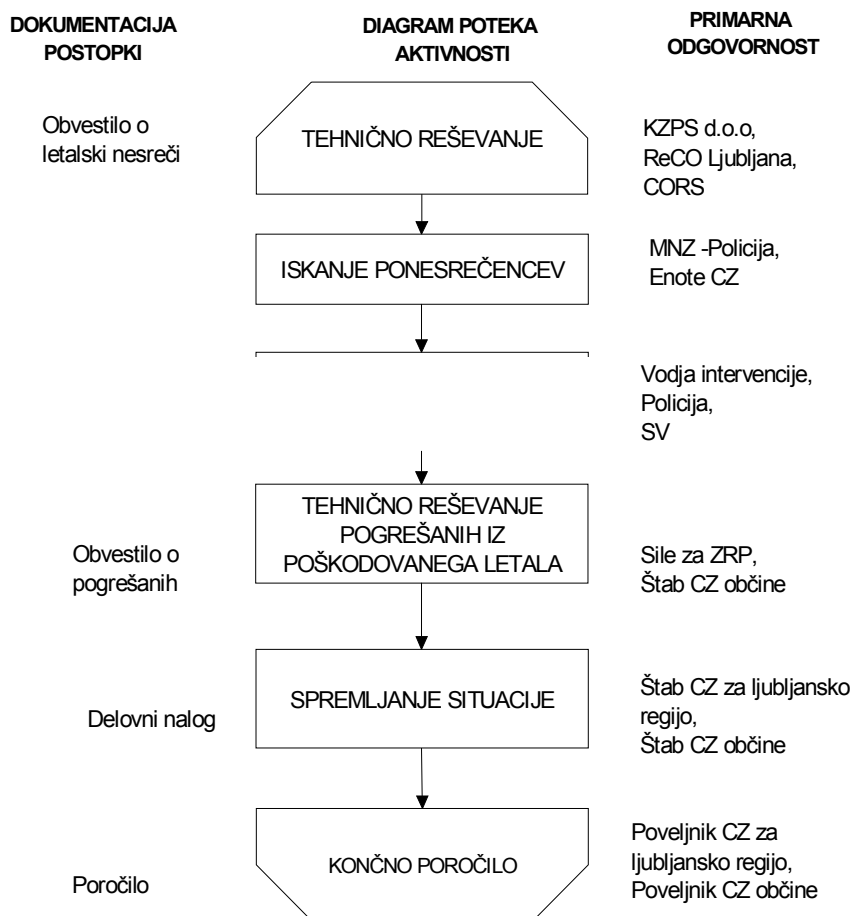 DOKUMENTACIJA
POSTOPKI
DIAGRAM POTEKA
AKTIVNOSTI
PRIMARNA
ODGOVORNOST
Obvestilo o
letalski nesreči
TEHNIČNO REŠEVANJE
KZPS d.o.o,
ReCO Ljubljana,
CORS
ISKANJE PONESREČENCEV
MNZ -Policija,
Enote CZ
Vodja intervencije,
Policija,
SV
Obvestilo o
pogrešanih
TEHNIČNO REŠEVANJE
POGREŠANIH IZ
POŠKODOVANEGA LETALA
Sile za ZRP,
Štab CZ občine
Delovni nalog
SPREMLJANJE SITUACIJE
Štab CZ za ljubljansko
regijo,
Štab CZ občine
Poročilo
KONČNO POROČILO
Poveljnik CZ za
ljubljansko regijo,
Poveljnik CZ občine